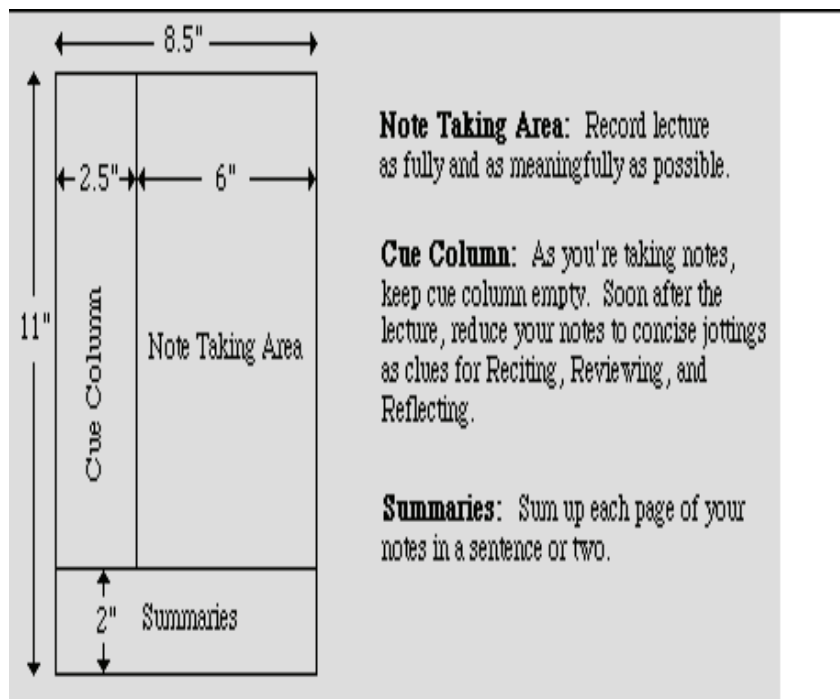 8.5"
2.5"
6"
11"
Cue Column
Note Taking Area
2"
Summaries
Note Taking Area: Record lecture
as fully and as meaningfully as possible.
Cue Column: As you're taking notes,
keep cue column empty. Soon after the
lecture, reduce your notes to concise jottings
as clues for Reciting, Reviewing, and
Reflecting.
Summaries: Sum up each page of your
notes in a sentence or two.